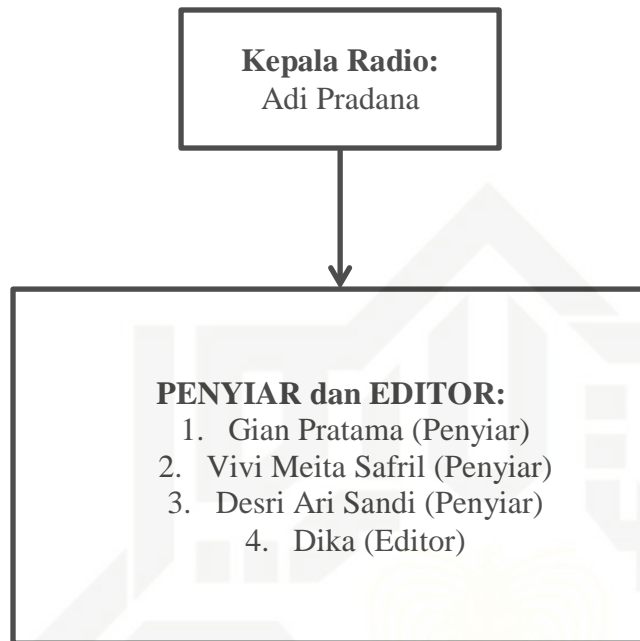 Kepala Radio:
Adi Pradana
PENYIAR dan EDITOR:
1. Gian Pratama (Penyiar)
2. Vivi Meita Safril (Penyiar)
3. Desri Ari Sandi (Penyiar)
4. Dika (Editor)